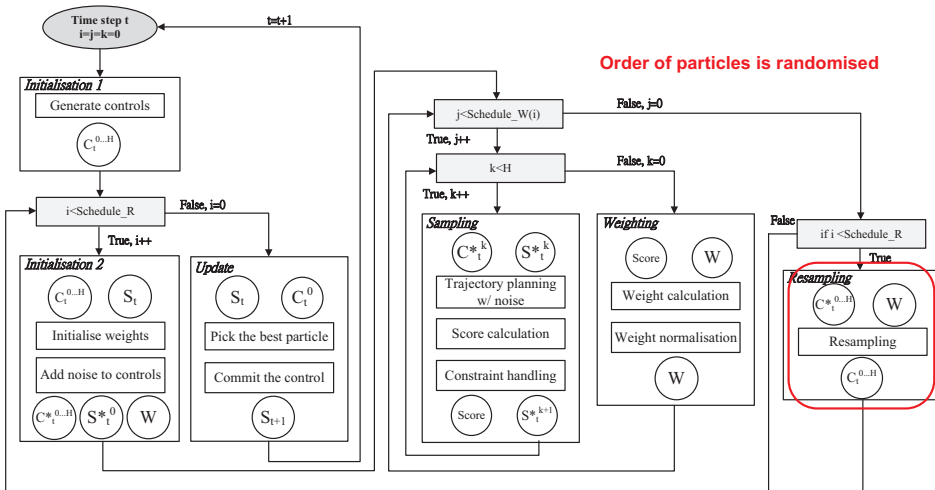 Time step t
i=j=k=0
t=t+1
Order of particles is randomised
Initialisation 1
Generate controls
C_t^{0...H}
i<Schedule_R
False, i=0
True, i++
Initialisation 2
C_t^{0...H}
S_t
Initialise weights
Add noise to controls
C*_t^{0...H}
S*_t^0
W
Update
S_t
C_t^0
Pick the best particle
Commit the control
S_{t+1}
j<Schedule_W(i)
False, j=0
True, j++
k<H
False, k=0
True, k++
Sampling
C*_t^k
S*_t^k
Trajectory planning
w/ noise
Score calculation
Constraint handling
Score
S*_t^{k+1}
Weighting
Score
W
Weight calculation
Weight normalisation
W
False
if i <Schedule_R
True
Resampling
C*_t^{0...H}
W
Resampling
C_t^{0...H}